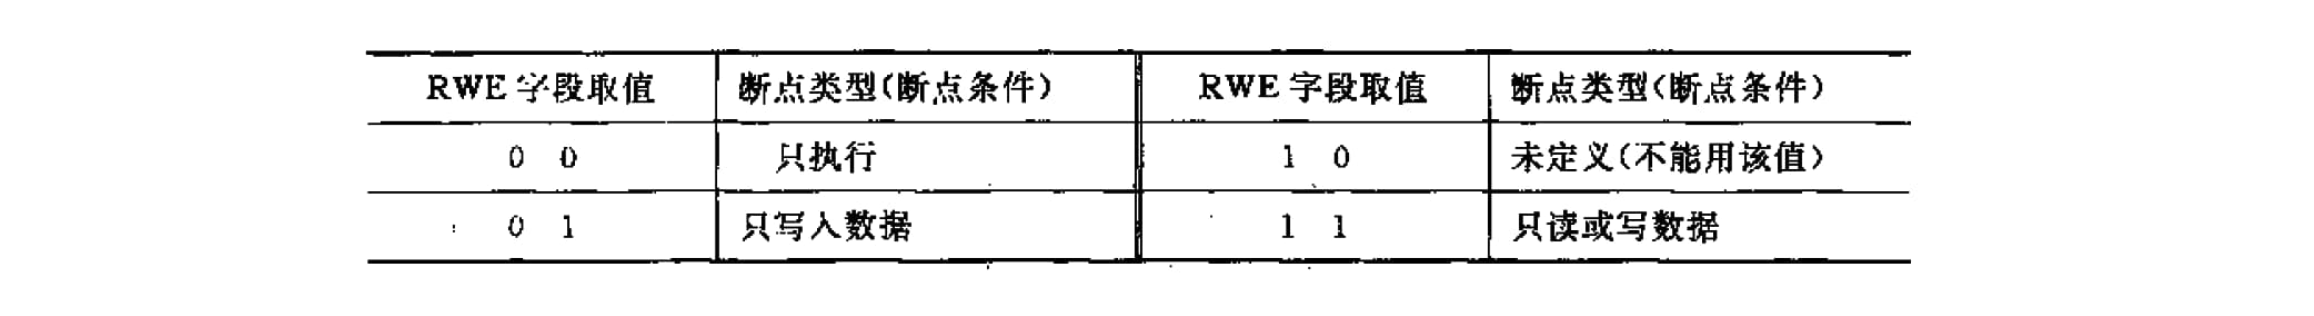 RWE 字段取值 断点类型(断点条件) RWE 字段取值 断点类型(断点条件)
0 0 只执行 1 0 未定义(不能用该值)
0 1 只写入数据 1 1 只读或写数据